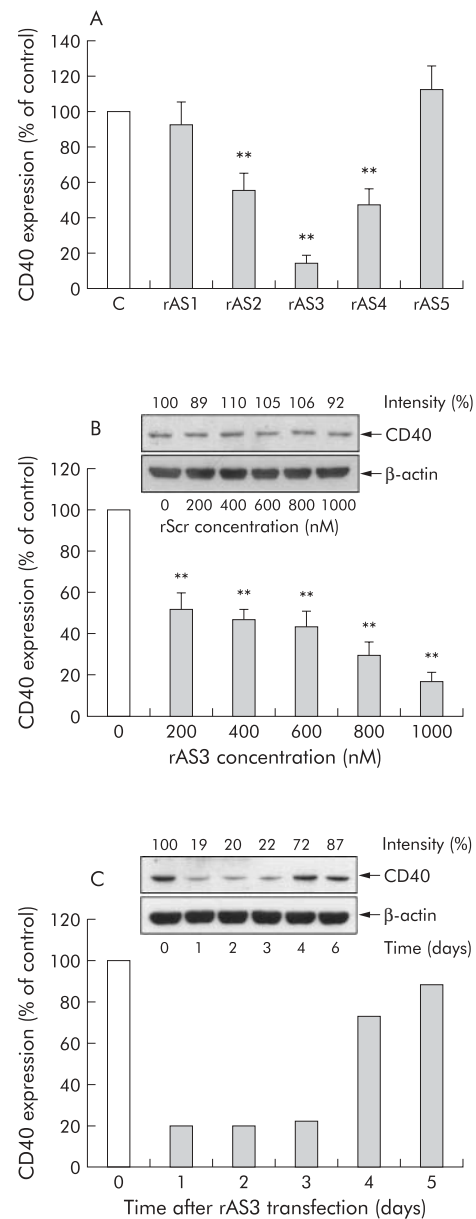 A
CD40 expression (% of control)
140
120
100
80
60
40
20
0
** ** **
C rAS1 rAS2 rAS3 rAS4 rAS5
B
100 89 110 105 106 92 Intensity (%)
CD40
β-actin
0 200 400 600 800 1000
rScr concentration (nM)
CD40 expression (% of control)
120
100
80
60
40
20
0
** ** ** ** **
0 200 400 600 800 1000
rAS3 concentration (nM)
C
100 19 20 22 72 87 Intensity (%)
CD40
β-actin
0 1 2 3 4 6 Time (days)
CD40 expression (% of control)
120
100
80
60
40
20
0
0 1 2 3 4 5
Time after rAS3 transfection (days)